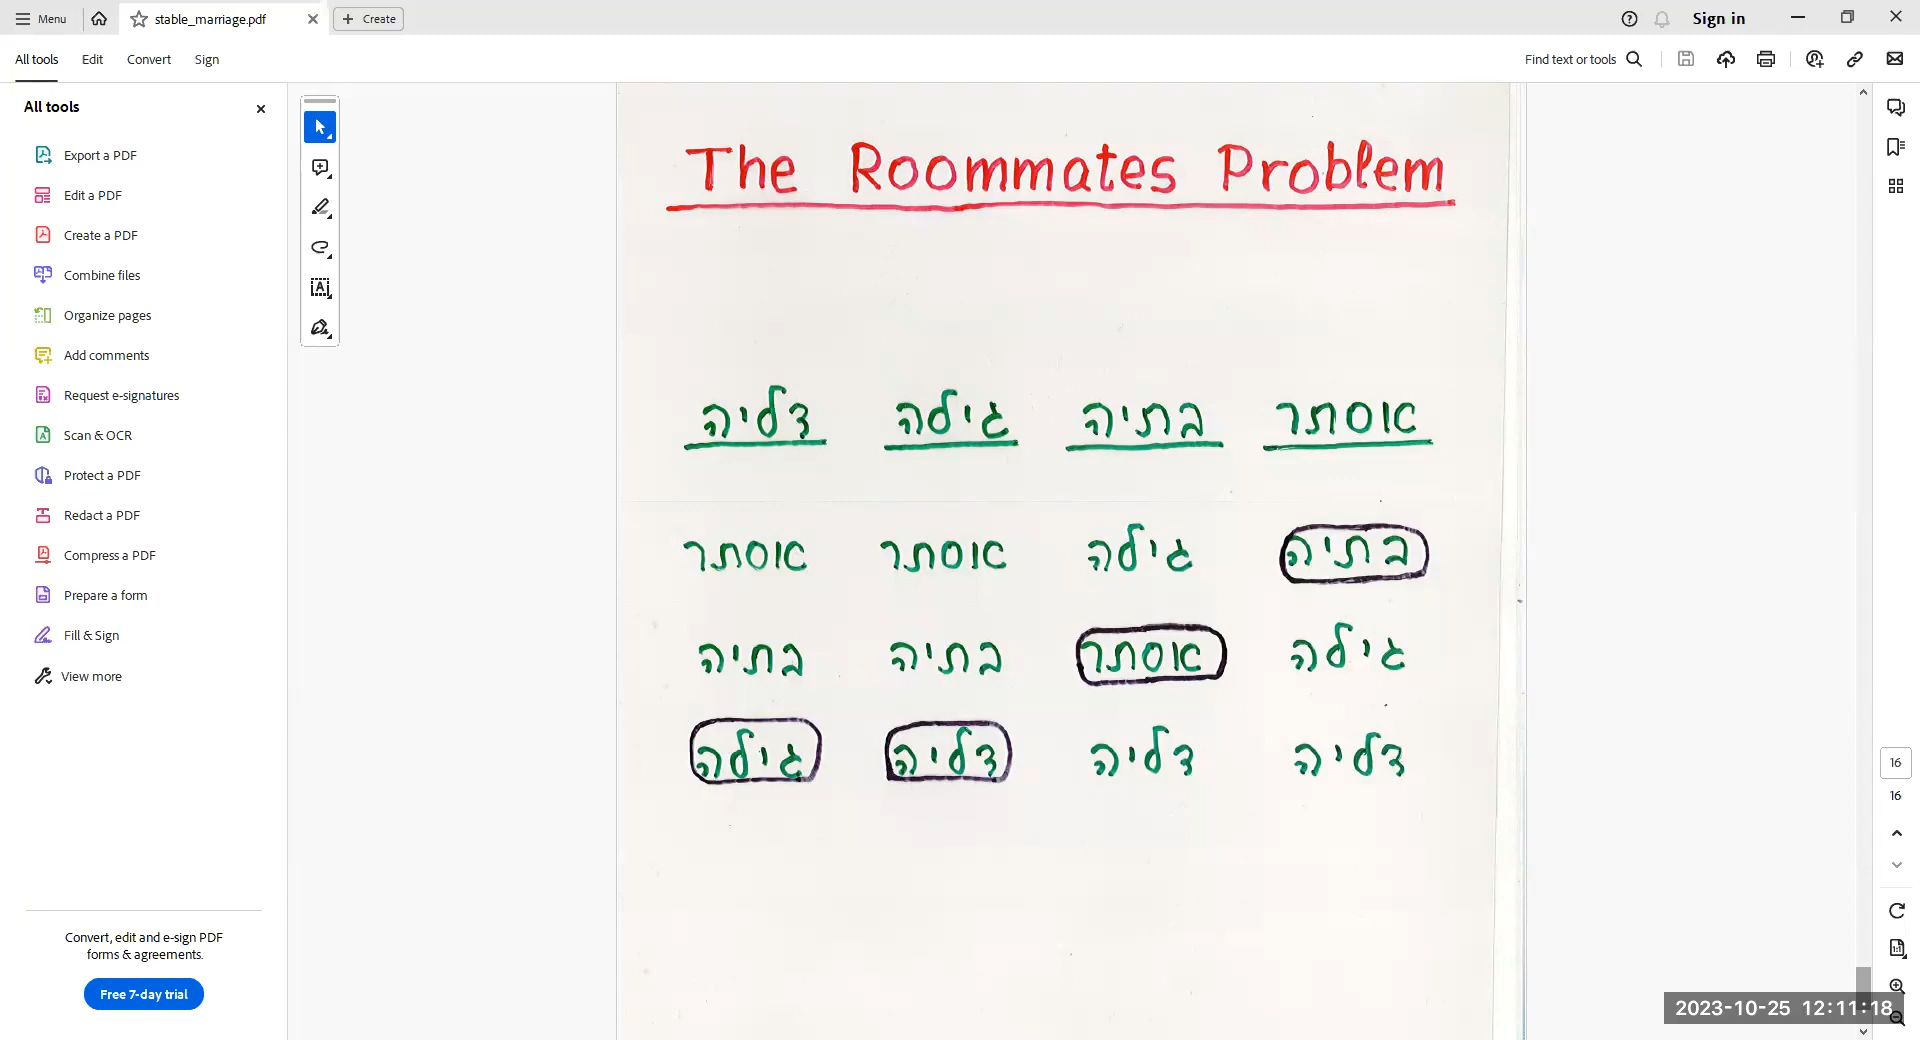 Menu
stable_marriage.pdf
Create
Sign in
All tools Edit Convert Sign
Find text or tools
All tools
Export a PDF
Edit a PDF
Create a PDF
Combine files
Organize pages
Add comments
Request e-signatures
Scan & OCR
Protect a PDF
Redact a PDF
Compress a PDF
Prepare a form
Fill & Sign
View more
Convert, edit and e-sign PDF
forms & agreements.
Free 7-day trial
The Roommates Problem
אסתר בתיה גילה דליה
בתיה גילה אסתר אסתר
גילה אסתר בתיה בתיה
דליה דליה דליה גילה
16
16
2023-10-25 12:11:18